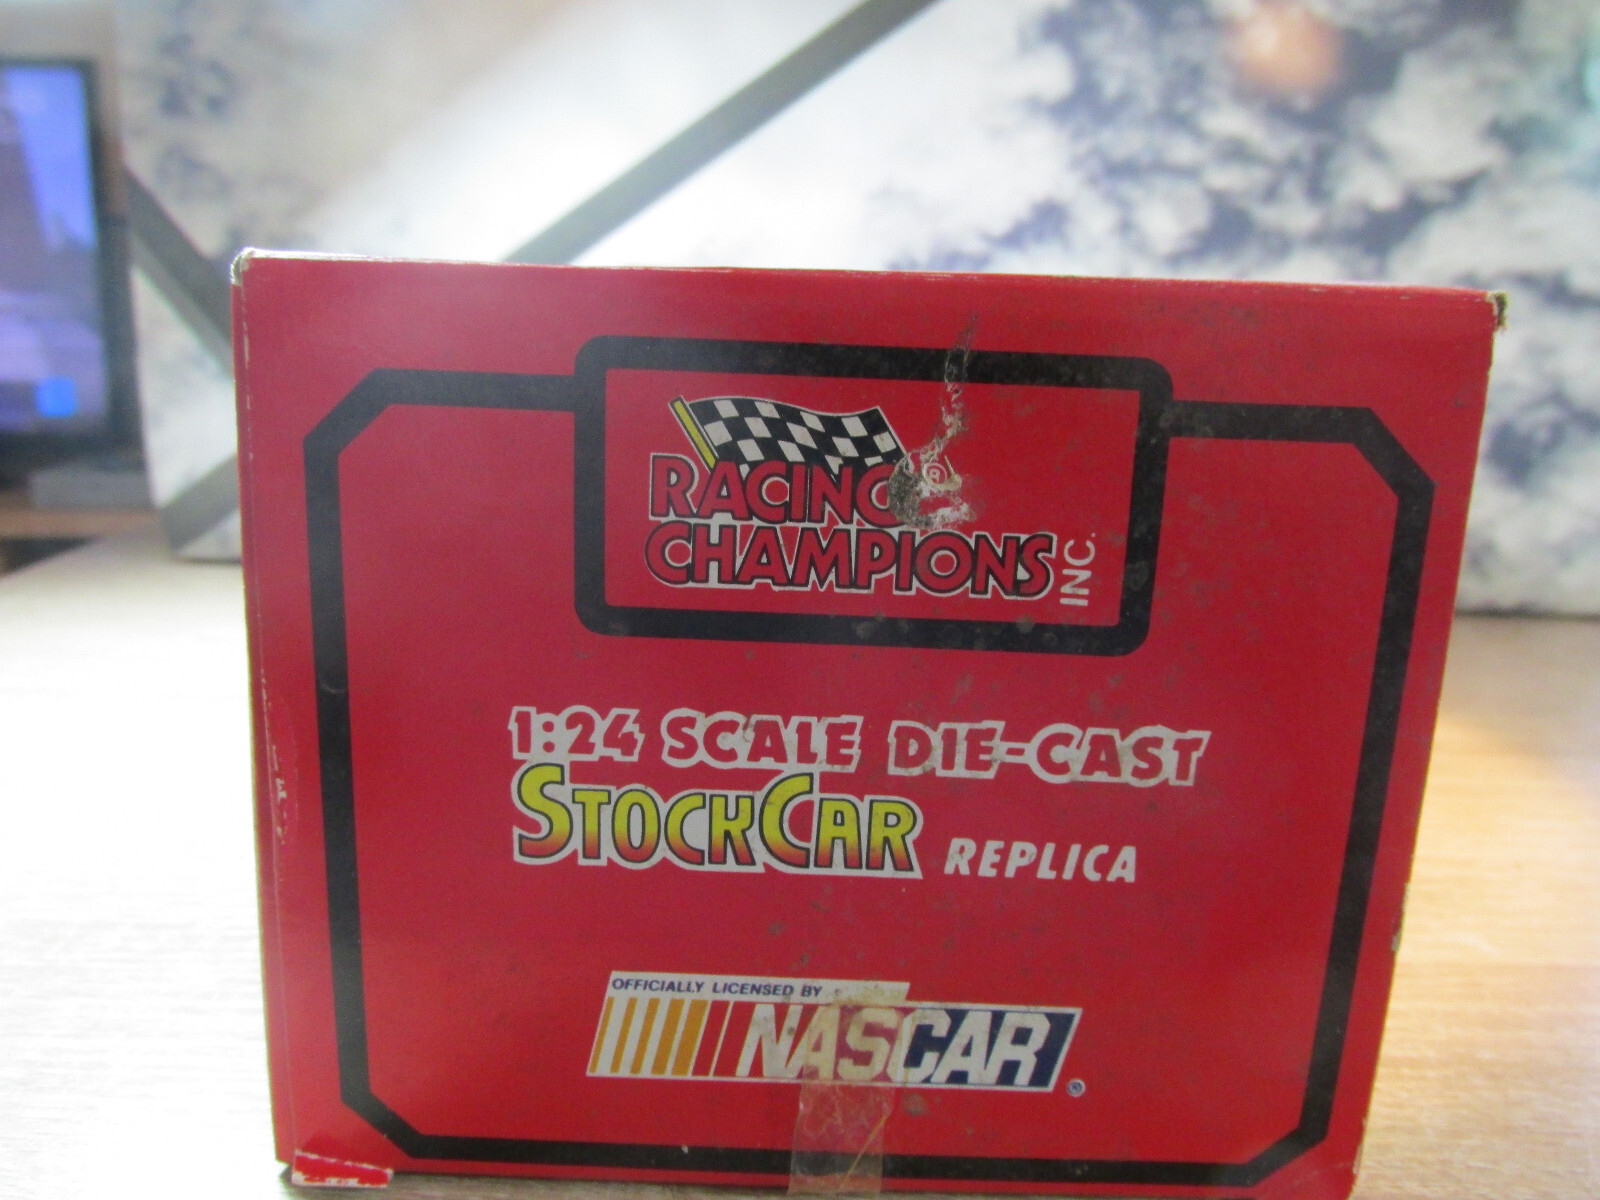 RACING
CHAMPIONS INC.
1:24 SCALE DIE-CAST
STOCKCAR REPLICA
OFFICIALLY LICENSED BY
NASCAR®